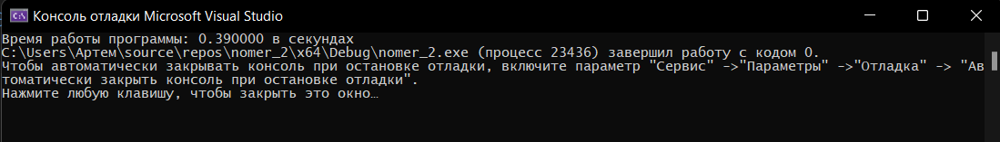 Консоль отладки Microsoft Visual Studio
Время работы программы: 0.390000 в секундах
C:\Users\Артем\source\repos\nomer_2\x64\Debug\nomer_2.exe (процесс 23436) завершил работу с кодом 0.
Чтобы автоматически закрывать консоль при остановке отладки, включите параметр "Сервис" ->"Параметры" ->"Отладка" -> "Ав
томатически закрыть консоль при остановке отладки".
Нажмите любую клавишу, чтобы закрыть это окно…